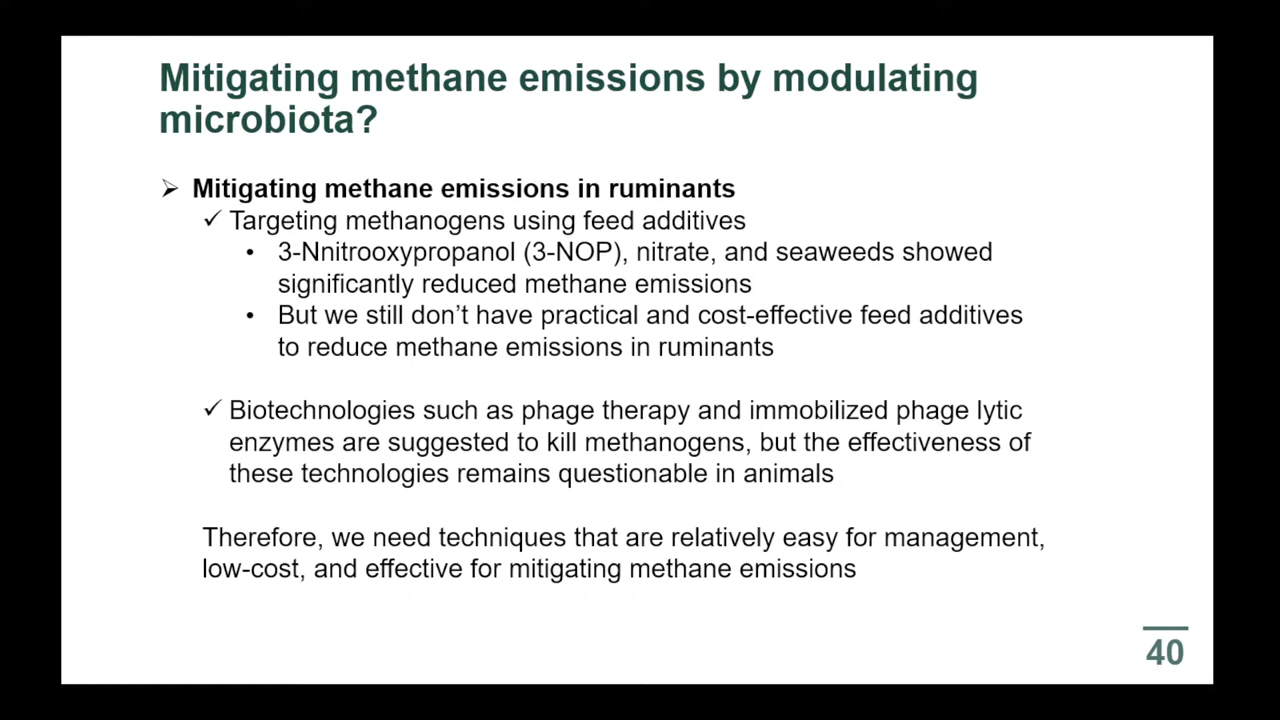 Mitigating methane emissions by modulating
microbiota?
➢ Mitigating methane emissions in ruminants
✓ Targeting methanogens using feed additives
• 3-Nnitrooxypropanol (3-NOP), nitrate, and seaweeds showed
significantly reduced methane emissions
• But we still don’t have practical and cost-effective feed additives
to reduce methane emissions in ruminants
✓ Biotechnologies such as phage therapy and immobilized phage lytic
enzymes are suggested to kill methanogens, but the effectiveness of
these technologies remains questionable in animals
Therefore, we need techniques that are relatively easy for management,
low-cost, and effective for mitigating methane emissions
40